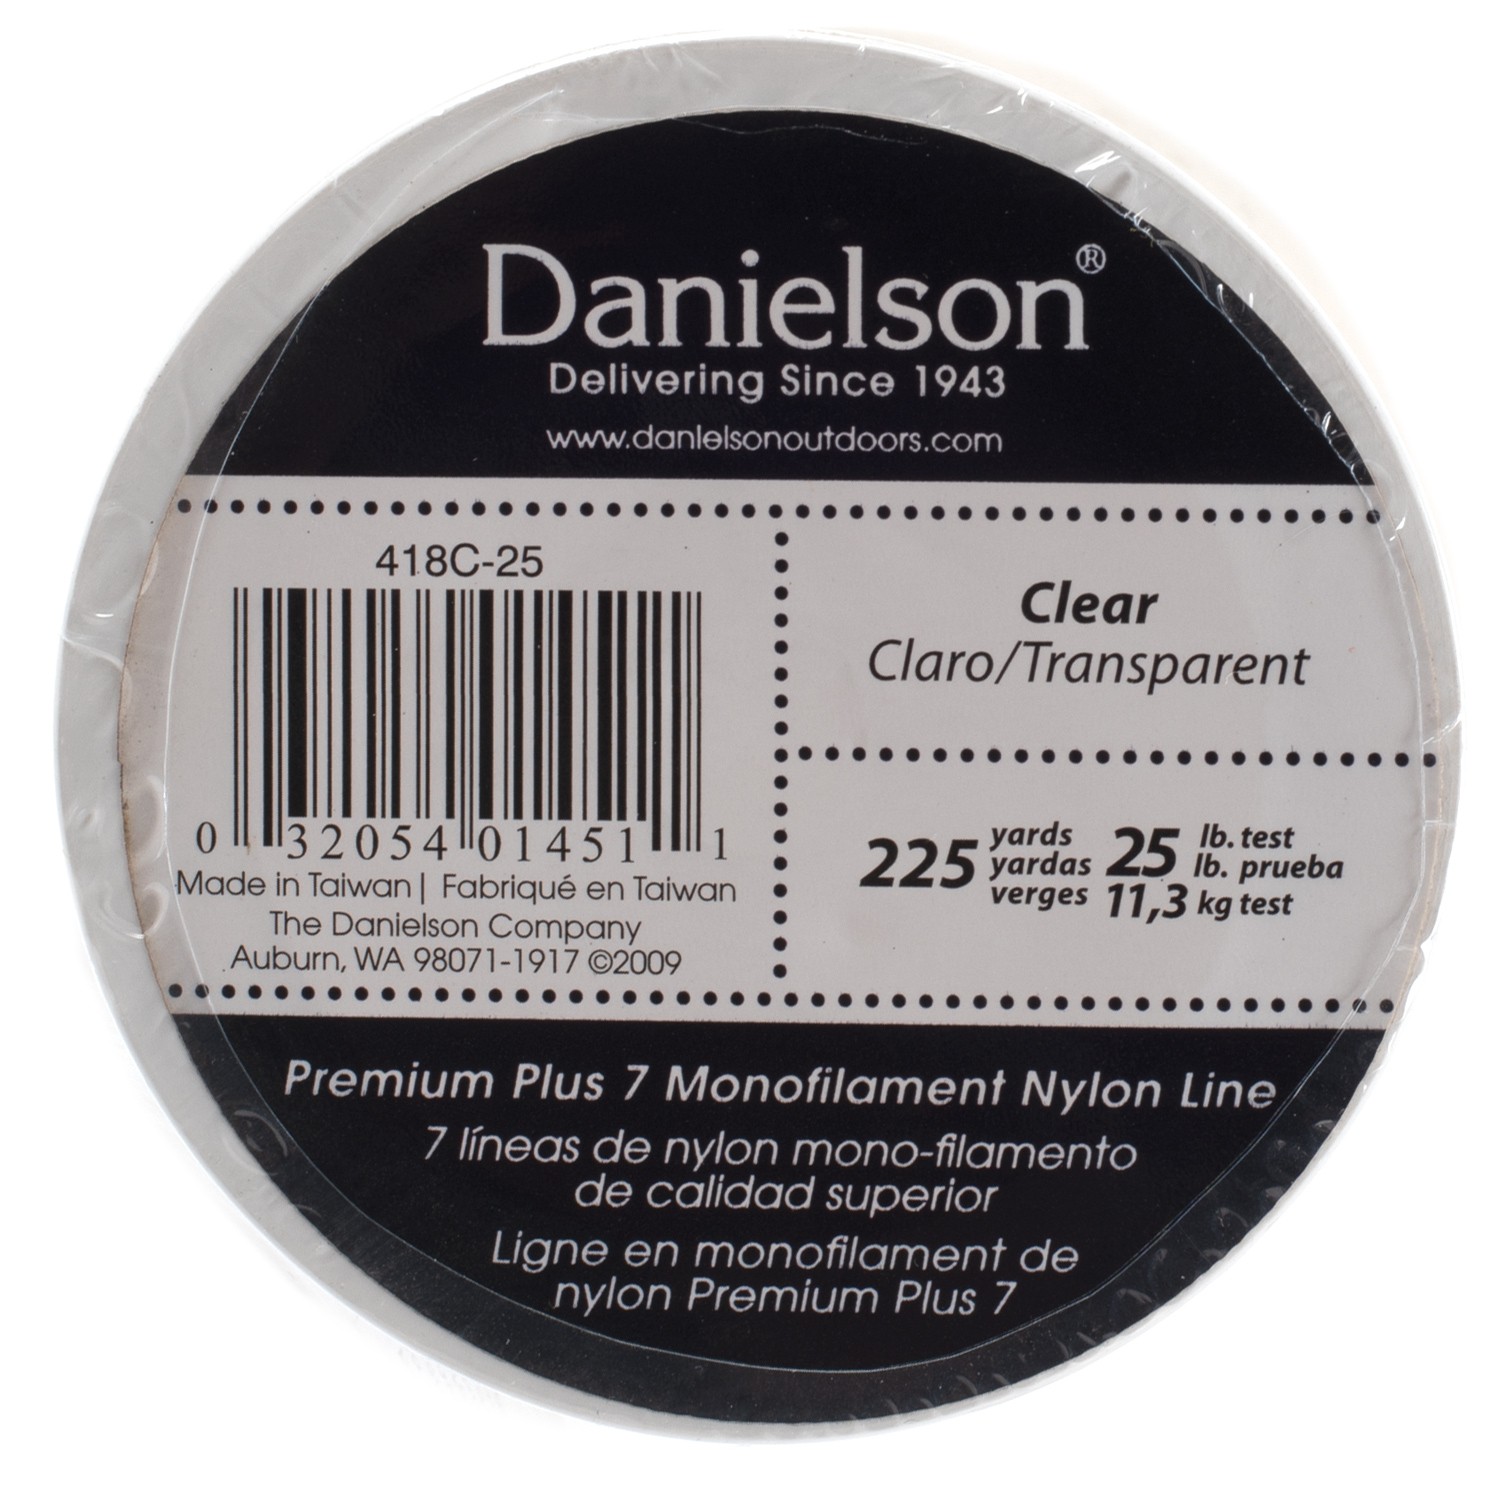 Danielson®
Delivering Since 1943
www.danielsonoutdoors.com
418C-25
0 32054 01451 1
Made in Taiwan | Fabriqué en Taiwan
The Danielson Company
Auburn, WA 98071-1917 ©2009
Clear
Claro/Transparent
225 yards yardas verges
25 lb. test lb. prueba
11,3 kg test
Premium Plus 7 Monofilament Nylon Line
7 líneas de nylon mono-filamento
de calidad superior
Ligne en monofilament de
nylon Premium Plus 7